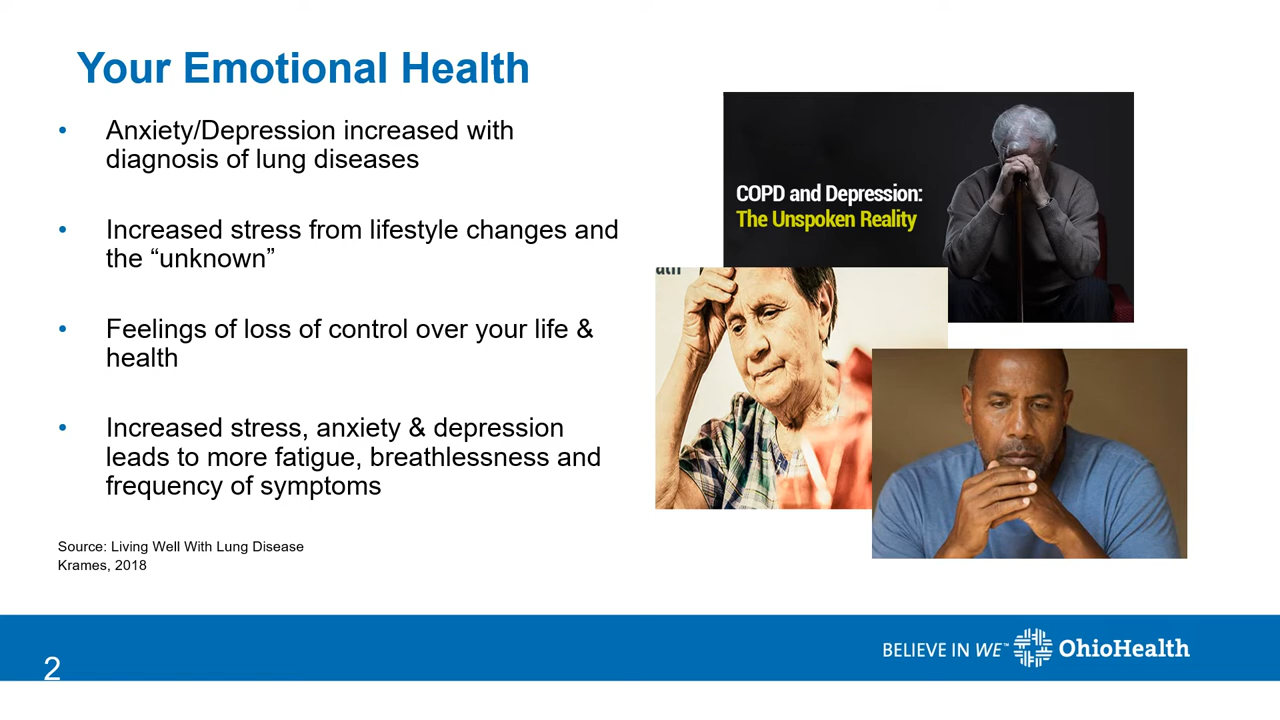 Your Emotional Health
• Anxiety/Depression increased with
diagnosis of lung diseases
• Increased stress from lifestyle changes and
the “unknown”
• Feelings of loss of control over your life &
health
• Increased stress, anxiety & depression
leads to more fatigue, breathlessness and
frequency of symptoms
Source: Living Well With Lung Disease
Krames, 2018
COPD and Depression:
The Unspoken Reality
2
BELIEVE IN WE™ OhioHealth